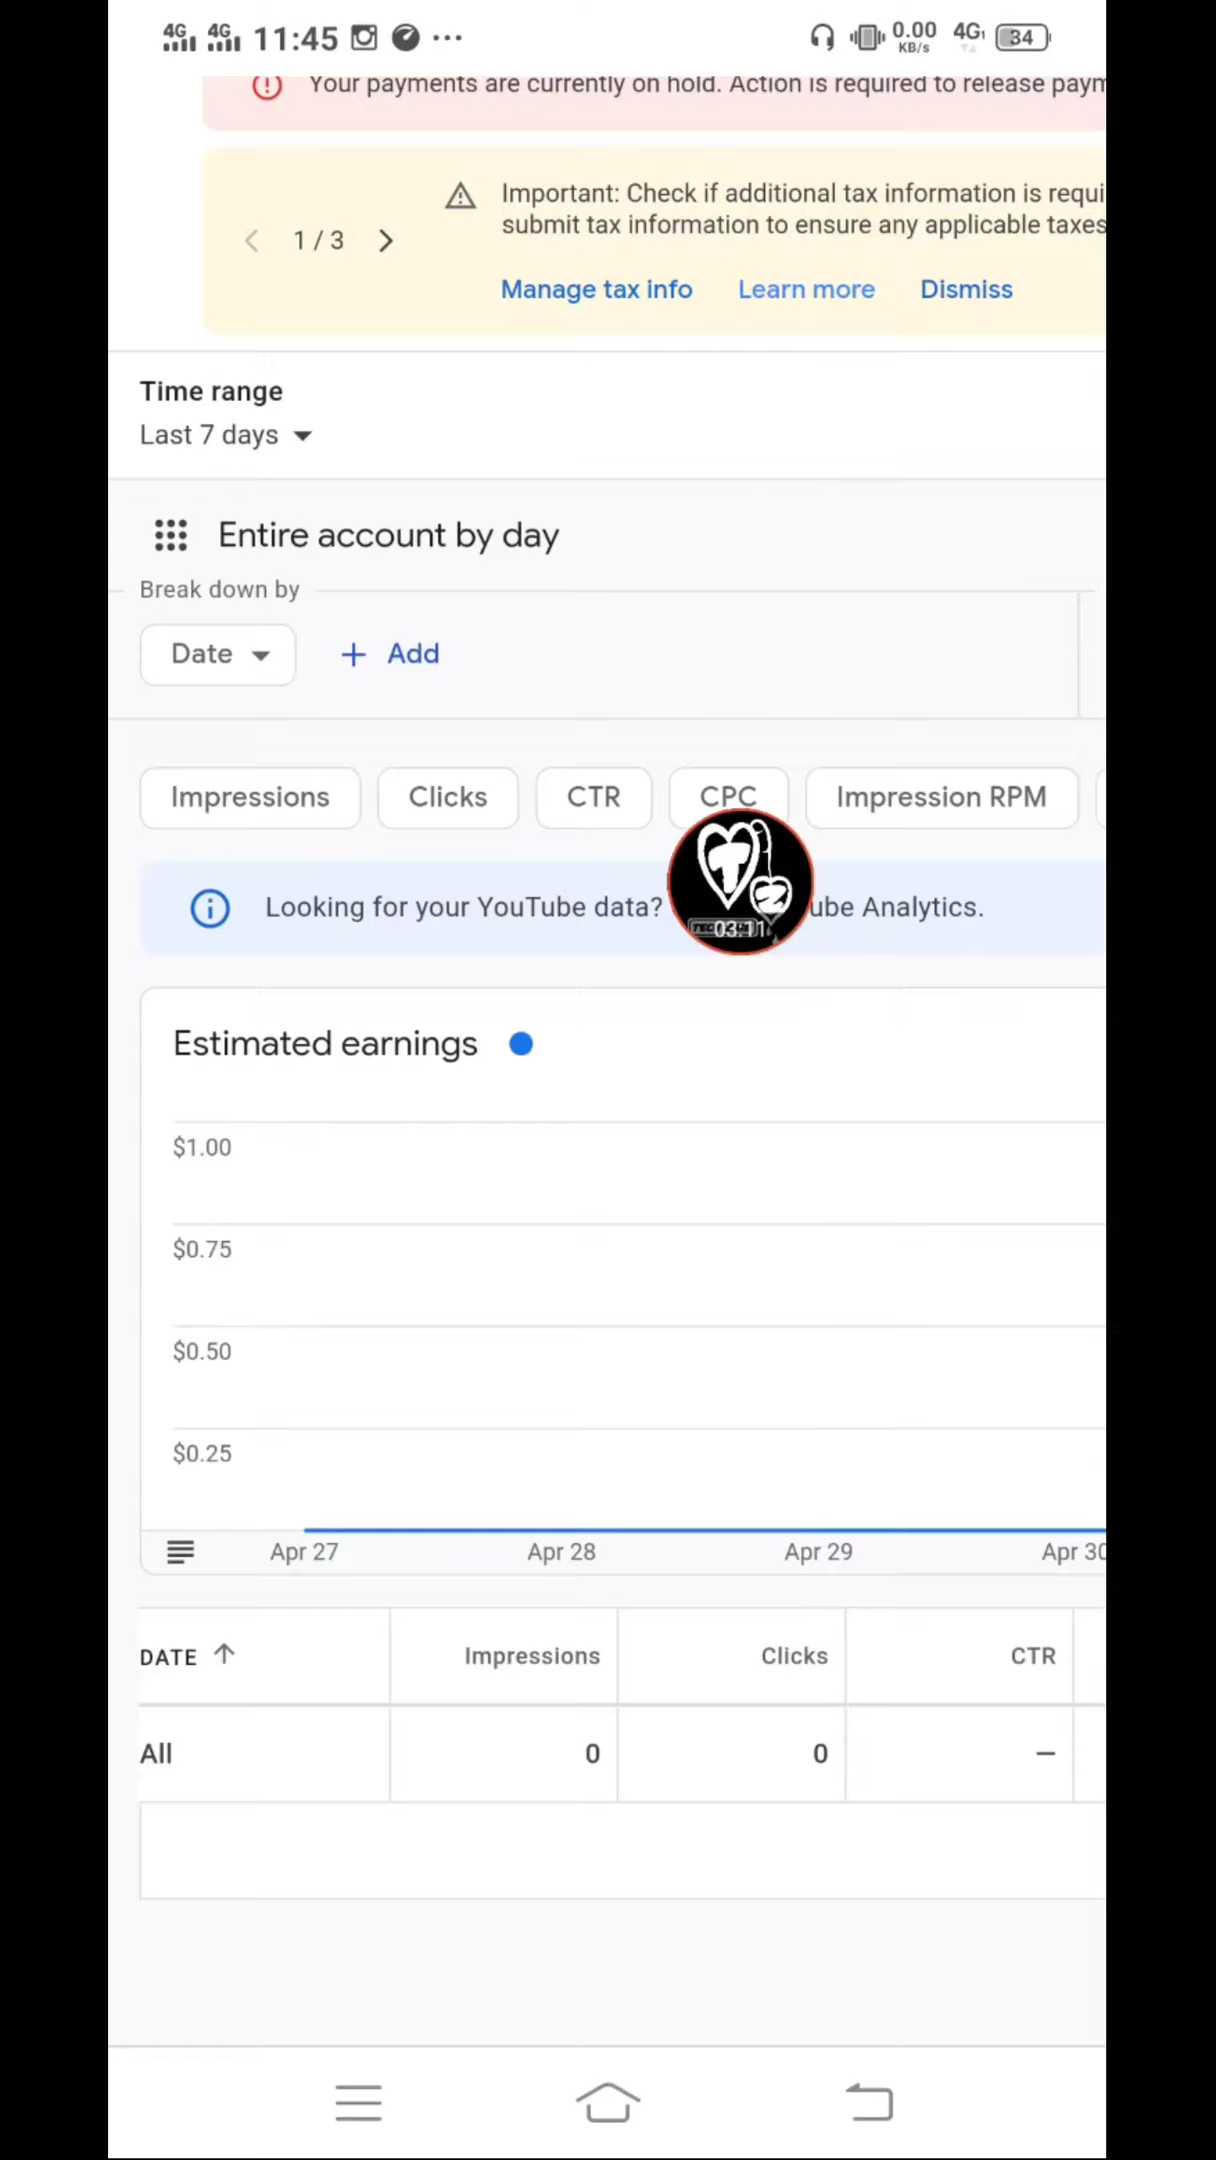 4G 4G 11:45 0.00 KB/s 4G 34
Your payments are currently on hold. Action is required to release
Important: Check if additional tax information is
submit tax information to ensure any applicable taxes
1 / 3
Manage tax info Learn more Dismiss
Time range
Last 7 days
Entire account by day
Break down by
Date + Add
Impressions Clicks CTR CPC Impression RPM
Looking for your YouTube data? Analytics.
T
Z
03:11
Estimated earnings
$1.00
$0.75
$0.50
$0.25
Apr 27 Apr 28 Apr 29 Apr 30
DATE Impressions Clicks CTR
All 0 0 –